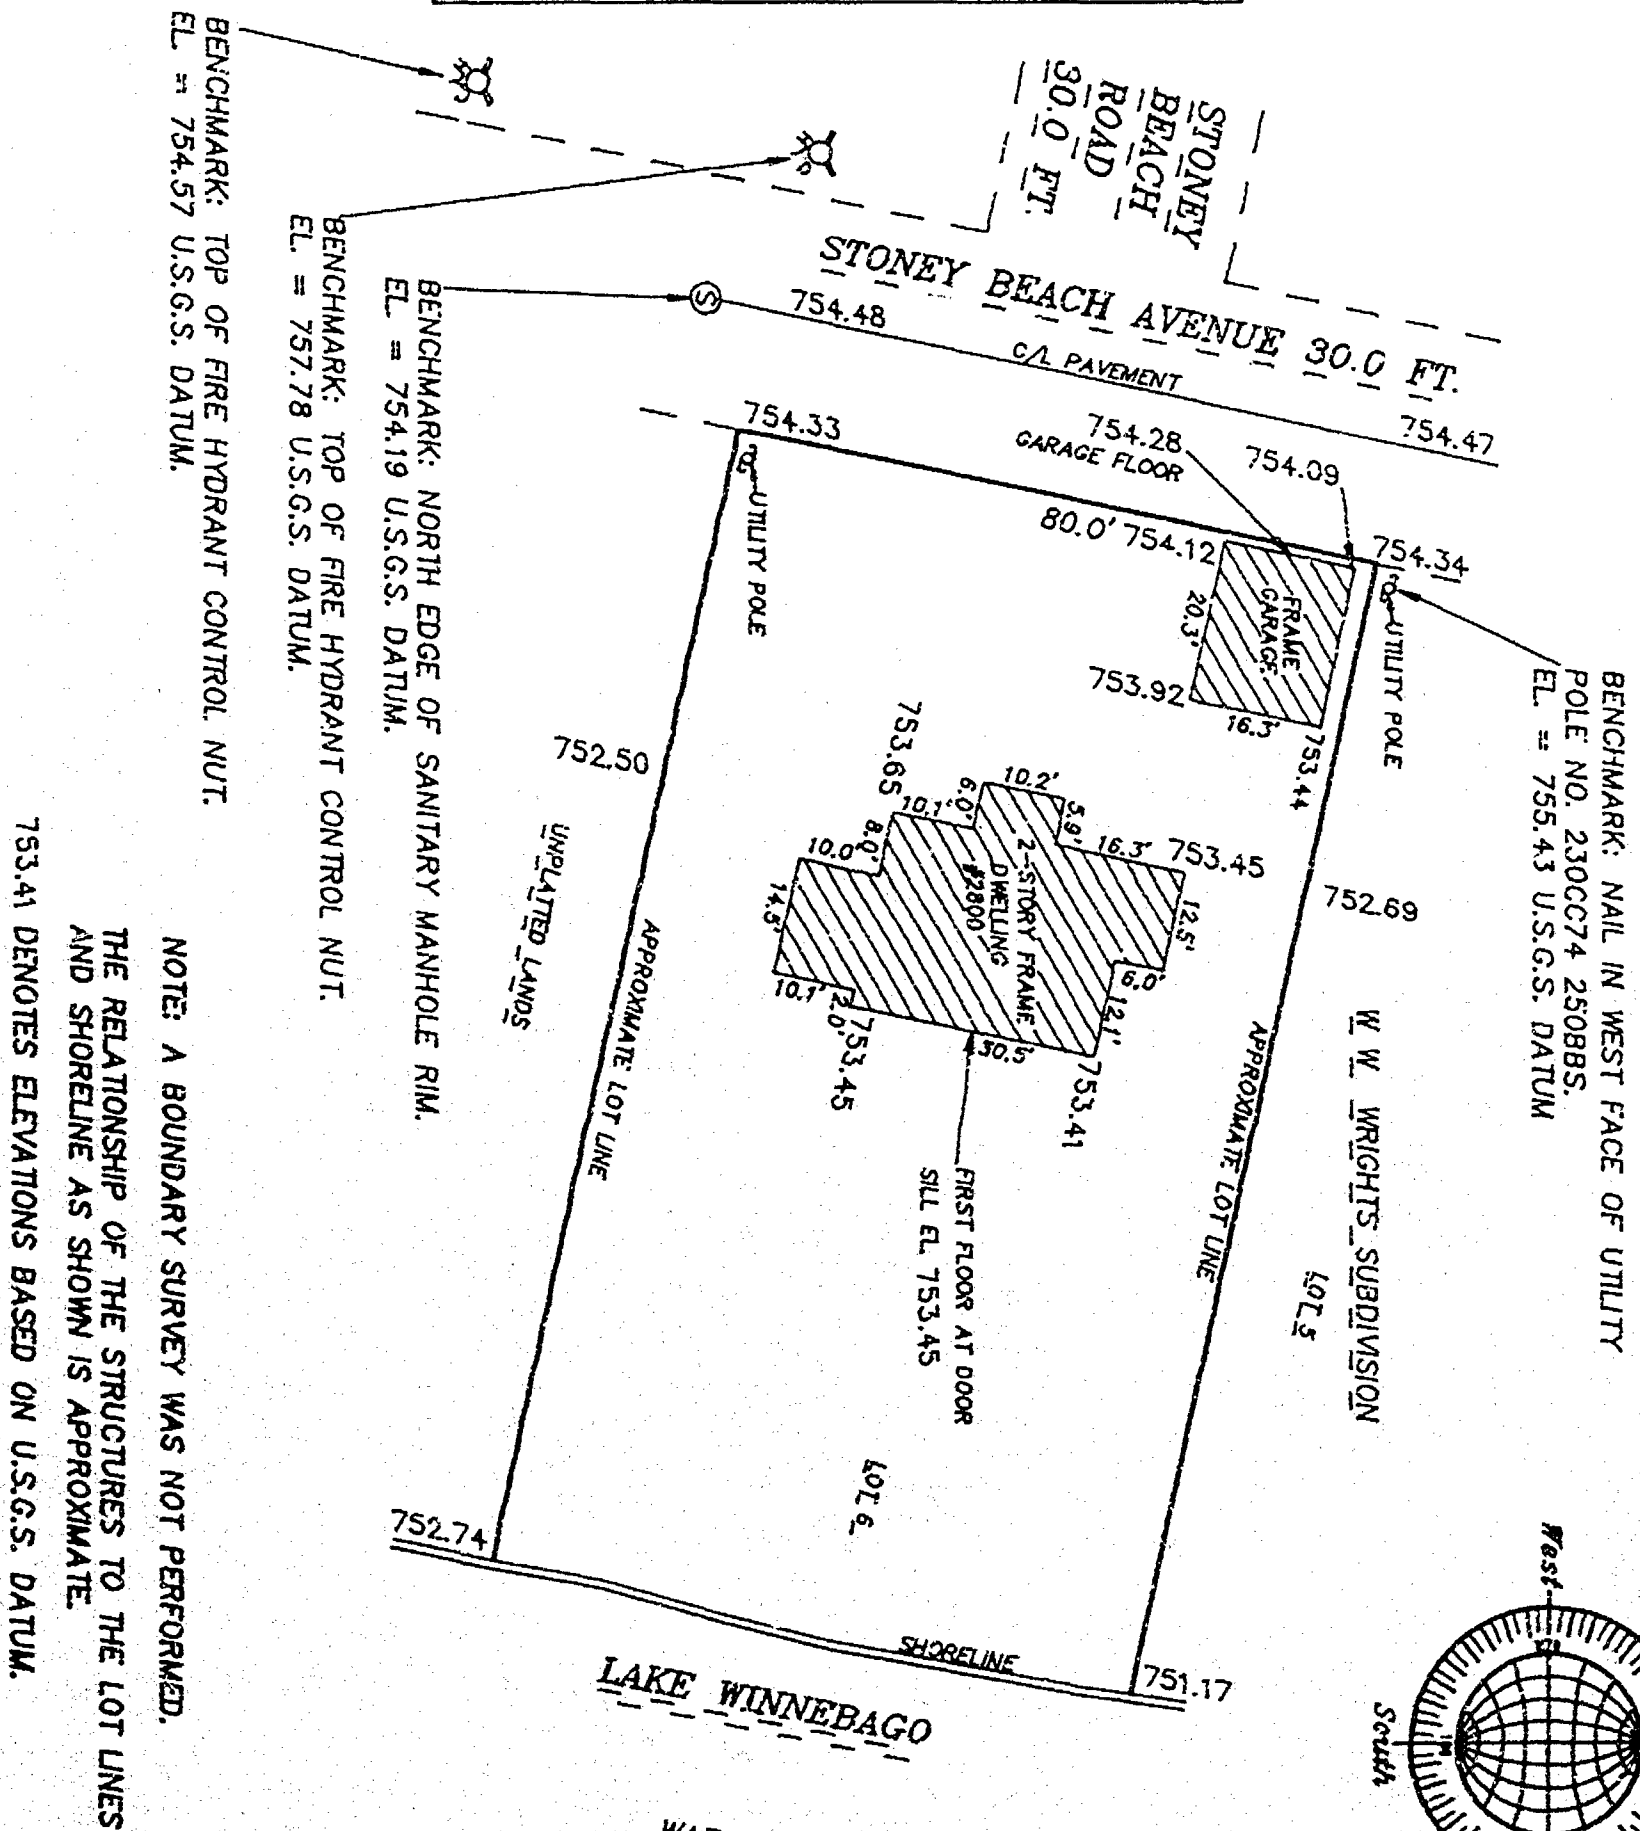 STONEY
BEACH
ROAD
30.0 FT.
STONEY BEACH AVENUE 30.0 FT.
754.48
C/L PAVEMENT
754.47
BENCHMARK: TOP OF FIRE HYDRANT CONTROL NUT.
EL. = 754.57 U.S.G.S. DATUM.
BENCHMARK: TOP OF FIRE HYDRANT CONTROL NUT.
EL. = 757.78 U.S.G.S. DATUM.
BENCHMARK: NORTH EDGE OF SANITARY MANHOLE RIM.
EL. = 754.19 U.S.G.S. DATUM.
S
754.33
UTILITY POLE
754.28
GARAGE FLOOR
754.09
80.0'
754.12
754.34
UTILITY POLE
BENCHMARK: NAIL IN WEST FACE OF UTILITY
POLE NO. 230CC74 250BBS.
EL. = 755.43 U.S.G.S. DATUM
FRAME
GARAGE
20.3'
16.3'
753.92
753.44
752.50
753.65
752.69
753.45
10.2'
5.9'
16.3'
6.0'
10.1'
8.0'
10.0'
12.5'
6.0'
12.1'
14.5'
10.1'
2.0'
30.5'
2-STORY FRAME
DWELLING
#2800
753.45
753.41
FIRST FLOOR AT DOOR
SILL EL. 753.45
UNPLATTED LANDS
APPROXIMATE LOT LINE
APPROXIMATE LOT LINE
W W WRIGHTS SUBDIVISION
LOT 5
LOT 6
752.74
SHORELINE
751.17
LAKE WINNEBAGO
West
South
NOTE: A BOUNDARY SURVEY WAS NOT PERFORMED.
THE RELATIONSHIP OF THE STRUCTURES TO THE LOT LINES
AND SHORELINE AS SHOWN IS APPROXIMATE.
753.41 DENOTES ELEVATIONS BASED ON U.S.G.S. DATUM.